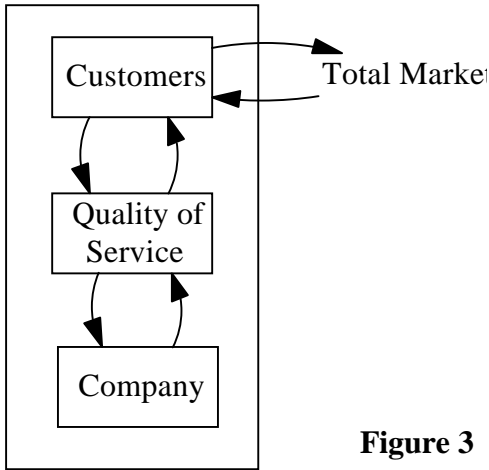 Customers
Total Market
Quality of
Service
Company
Figure 3